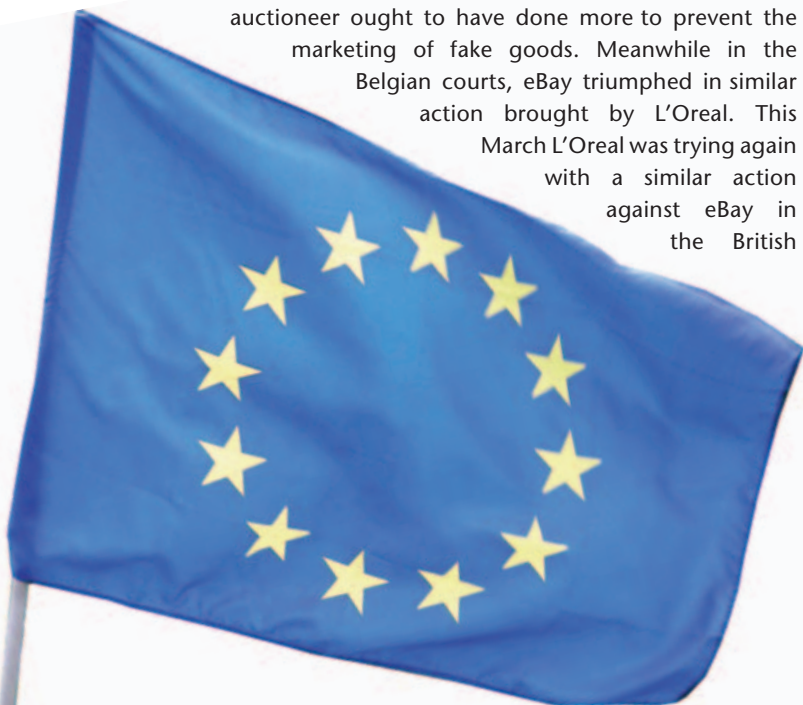 auctioneer ought to have done more to prevent the
marketing of fake goods. Meanwhile in the
Belgian courts, eBay triumphed in similar
action brought by L’Oreal. This
March L’Oreal was trying again
with a similar action
against eBay in
the British